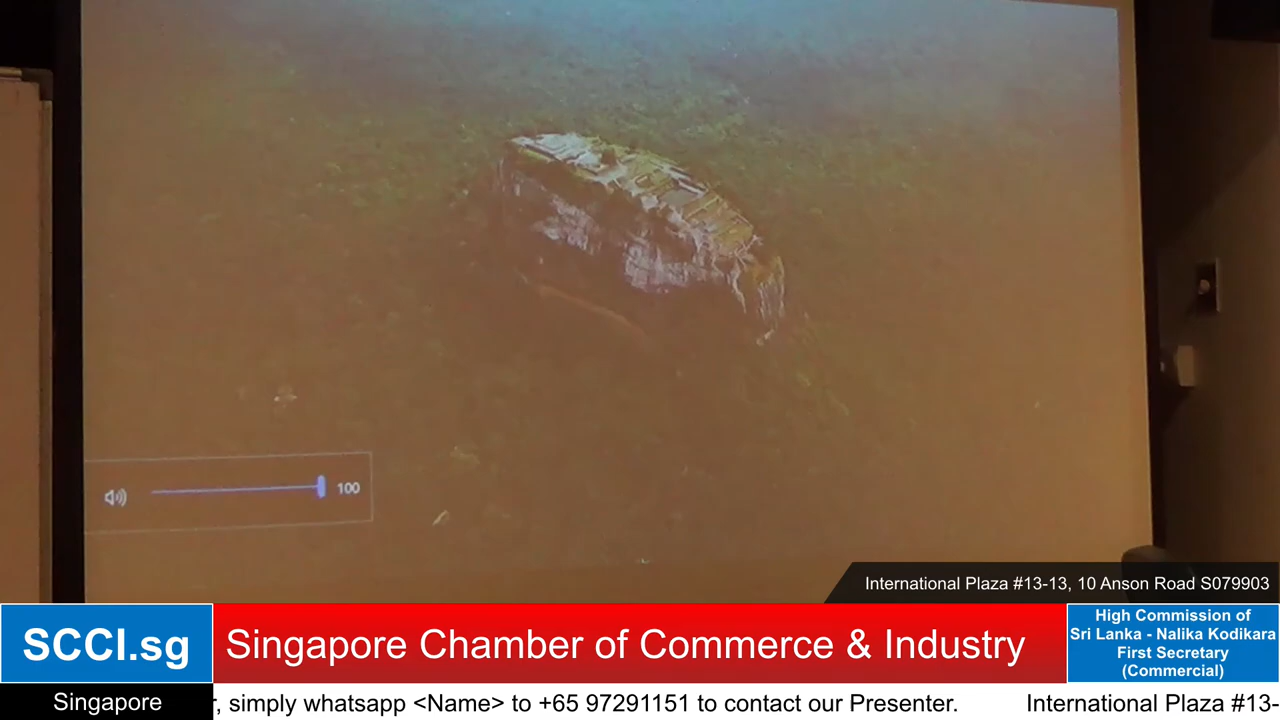 100
International Plaza #13-13, 10 Anson Road S079903
SCCI.sg
Singapore Chamber of Commerce & Industry
High Commission of
Sri Lanka - Nalika Kodikara
First Secretary
(Commercial)
Singapore
, simply whatsapp <Name> to +65 97291151 to contact our Presenter.
International Plaza #13-